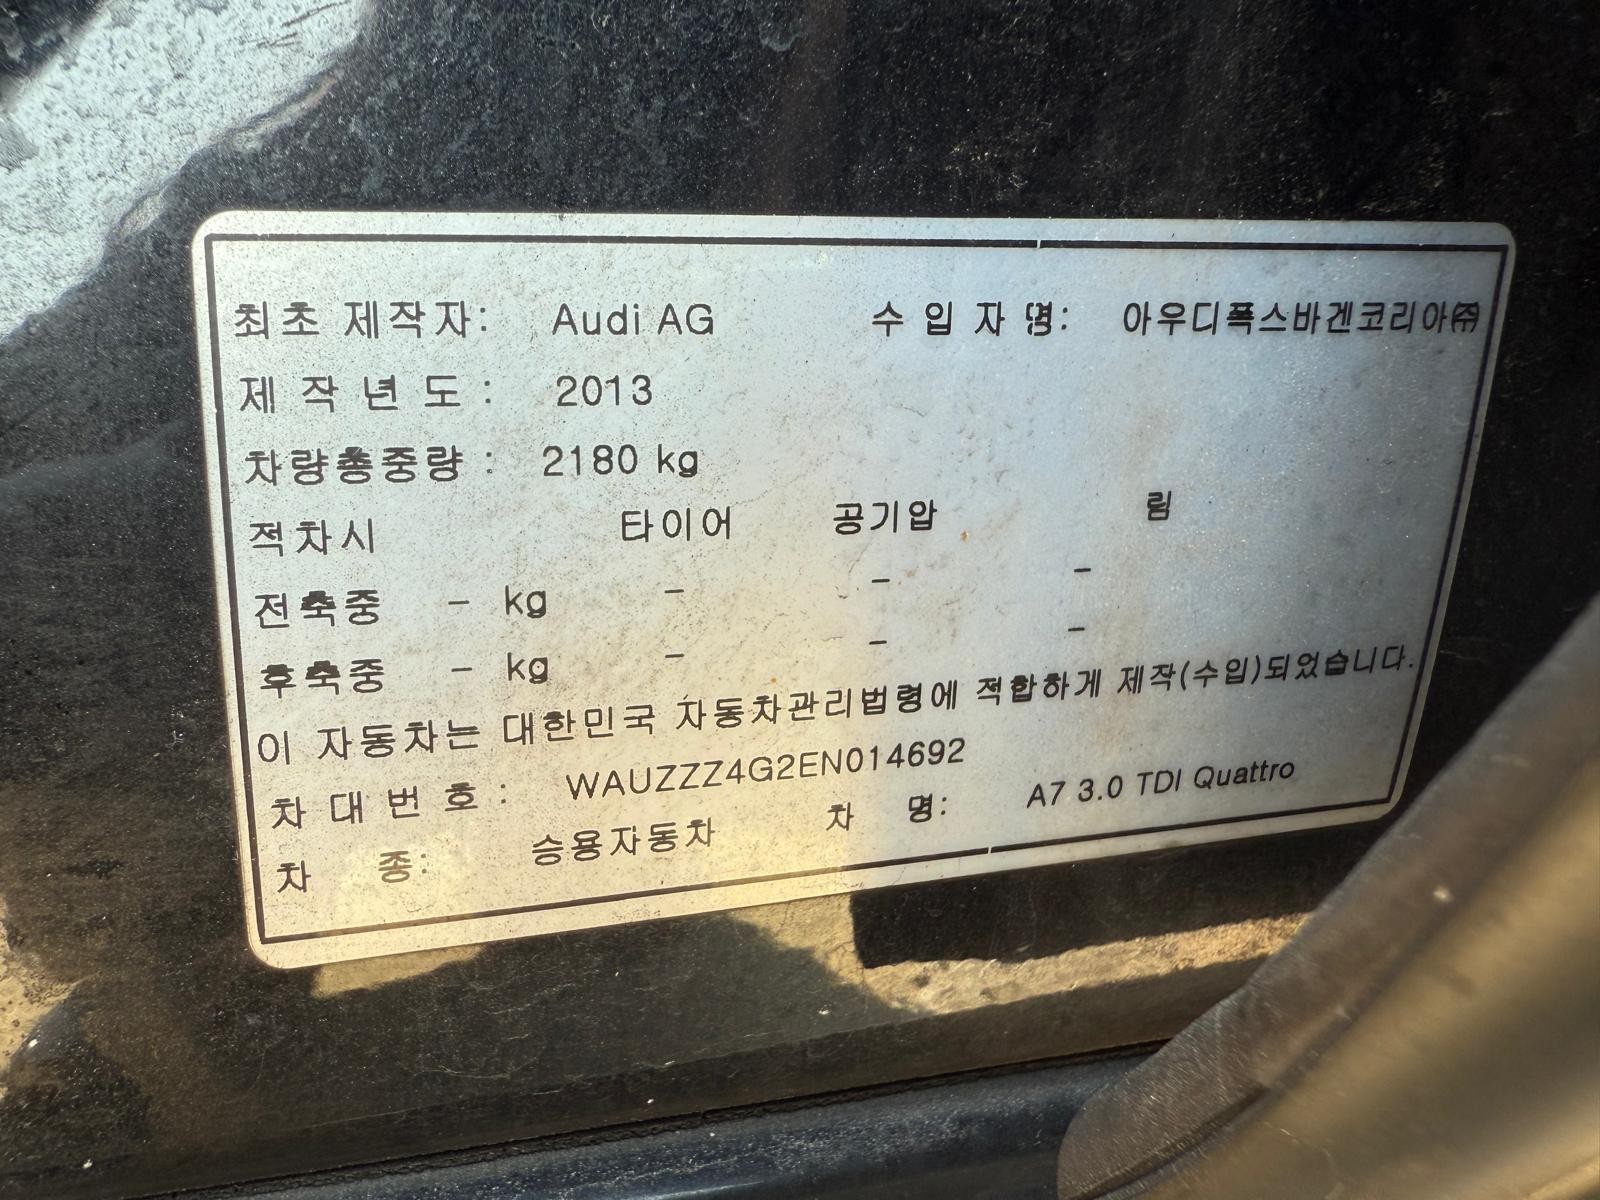 최초 제작자: Audi AG 수 입 자 명: 아우디폭스바겐코리아㈜
제 작 년 도 : 2013
차량총중량 : 2180 kg
적차시 타이어 공기압 림
전축중 - kg - - -
후축중 - kg - - -
이 자동차는 대한민국 자동차관리법령에 적합하게 제작(수입)되었습니다.
차 대 번 호 : WAUZZZ4G2EN014692
차 종: 승용자동차 차 명: A7 3.0 TDI Quattro